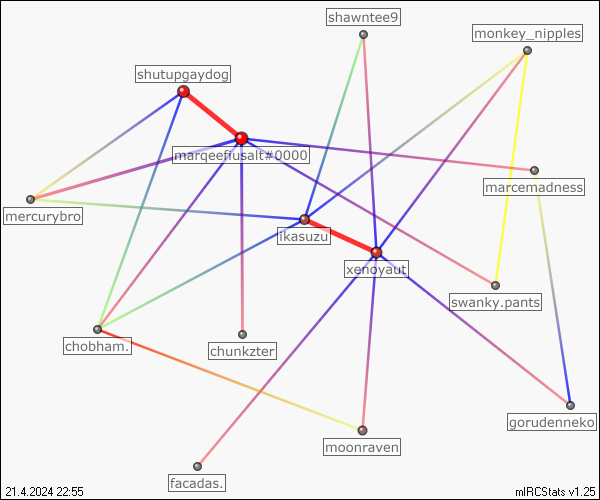 shawntee9
monkey_nipples
shutupgaydog
marqeefiusalt#0000
marcemadness
mercurybro
ikasuzu
xenoyaut
swanky.pants
chobham.
chunkzter
gorudenneko
moonraven
facadas.
21.4.2024 22:55
mIRCStats v1.25